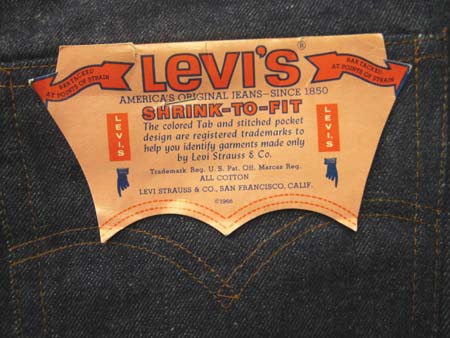 LEVI'S®
BAR TACKED
AT POINTS OF STRAIN
BAR TACKED
AT POINTS OF STRAIN
AMERICA'S ORIGINAL JEANS—SINCE 1850
SHRINK-TO-FIT
The colored Tab and stitched pocket
design are registered trademarks to
help you identify garments made only
by Levi Strauss & Co.
LEVI'S
LEVI'S
Trademark Reg. U. S. Pat. Off. Marcas Reg.
ALL COTTON
LEVI STRAUSS & CO., SAN FRANCISCO, CALIF.
©1966